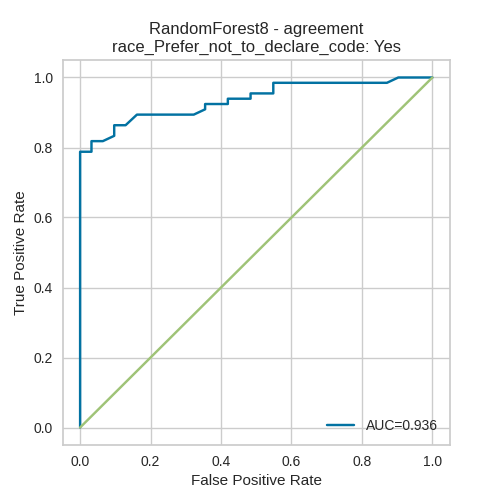 RandomForest8 - agreement
race_Prefer_not_to_declare_code: Yes
True Positive Rate
1.0
0.8
0.6
0.4
0.2
0.0
AUC=0.936
0.0 0.2 0.4 0.6 0.8 1.0
False Positive Rate